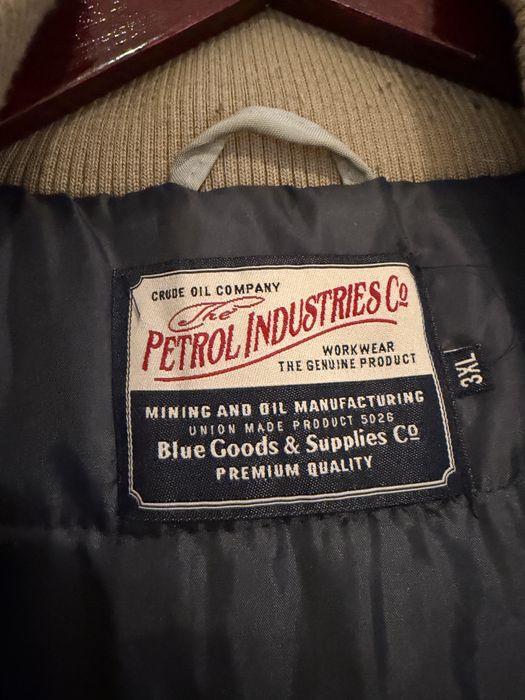 CRUDE OIL COMPANY
The
PETROL INDUSTRIES Co
WORKWEAR
THE GENUINE PRODUCT
MINING AND OIL MANUFACTURING
UNION MADE PRODUCT 5026
Blue Goods & Supplies Co
PREMIUM QUALITY
3XL